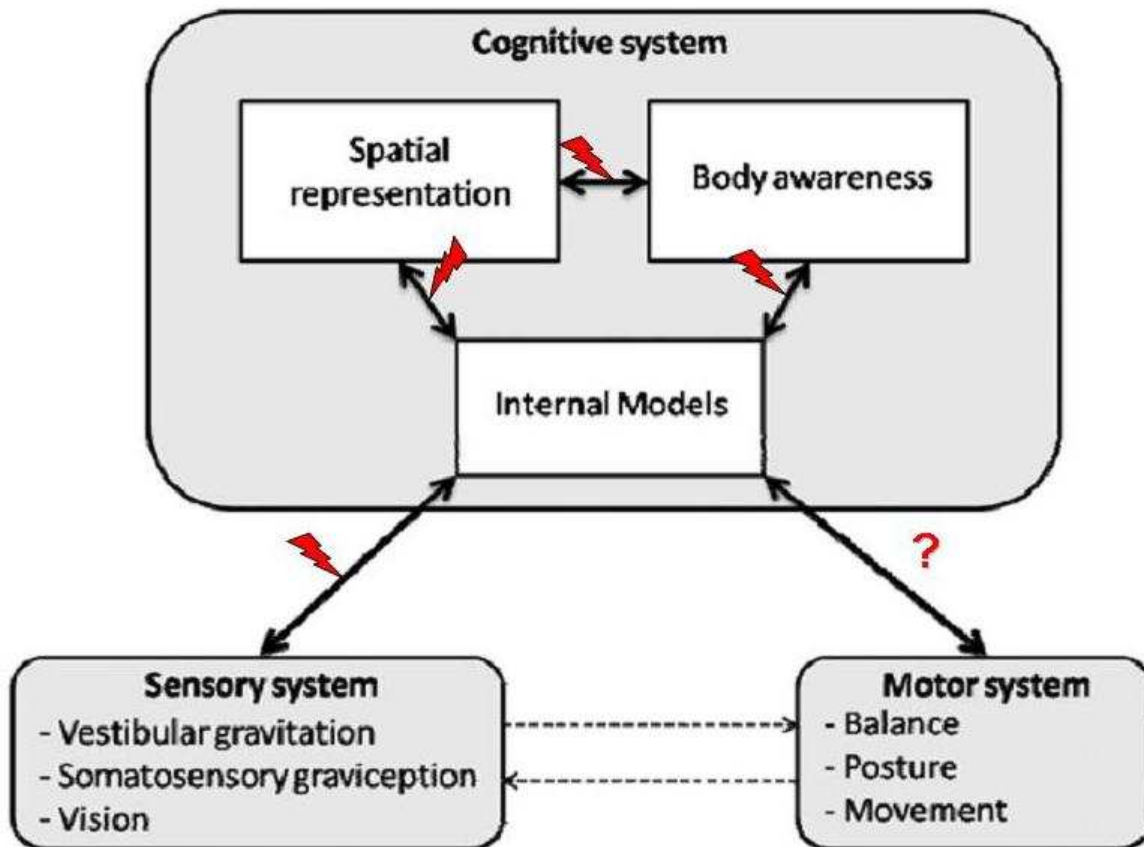 Cognitive system
Spatial
representation
Body awareness
Internal Models
?
Sensory system
- Vestibular gravitation
- Somatosensory graviception
- Vision
Motor system
- Balance
- Posture
- Movement